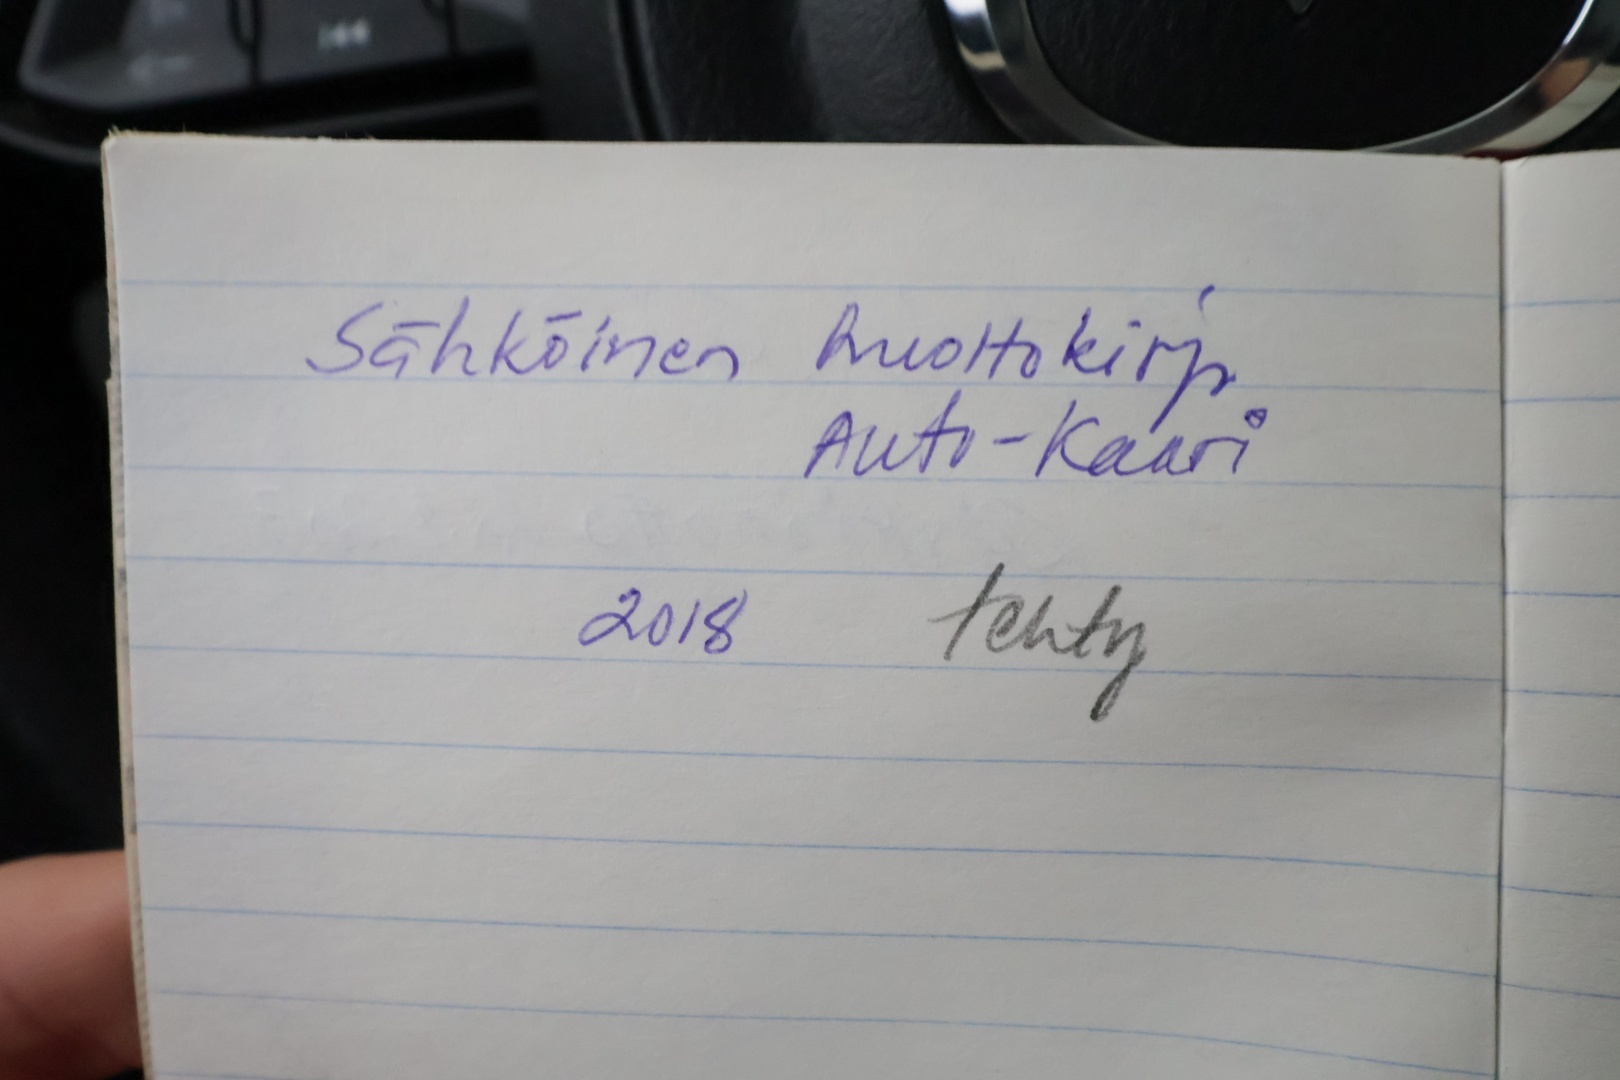 Sähköinen huoltokirja
Auto-Kaari
2018 tehty